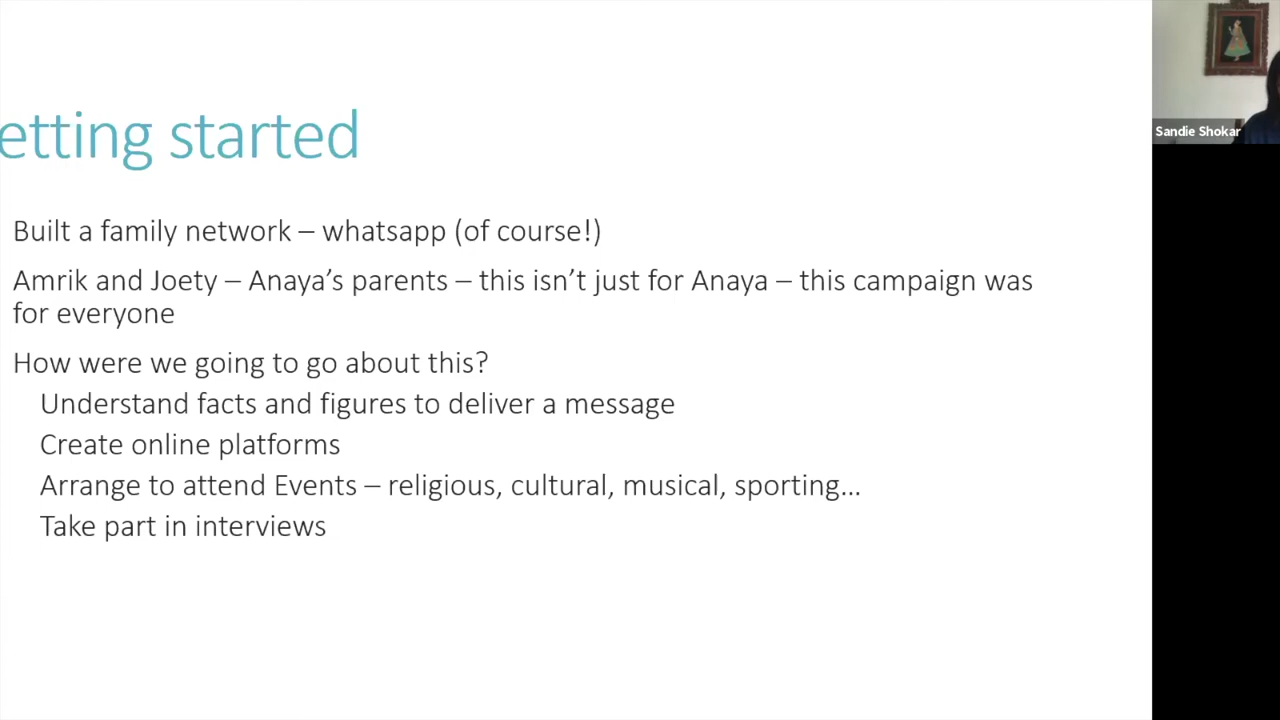 etting started
Built a family network – whatsapp (of course!)
Amrik and Joety – Anaya’s parents – this isn’t just for Anaya – this campaign was
for everyone
How were we going to go about this?
Understand facts and figures to deliver a message
Create online platforms
Arrange to attend Events – religious, cultural, musical, sporting…
Take part in interviews
Sandie Shokar